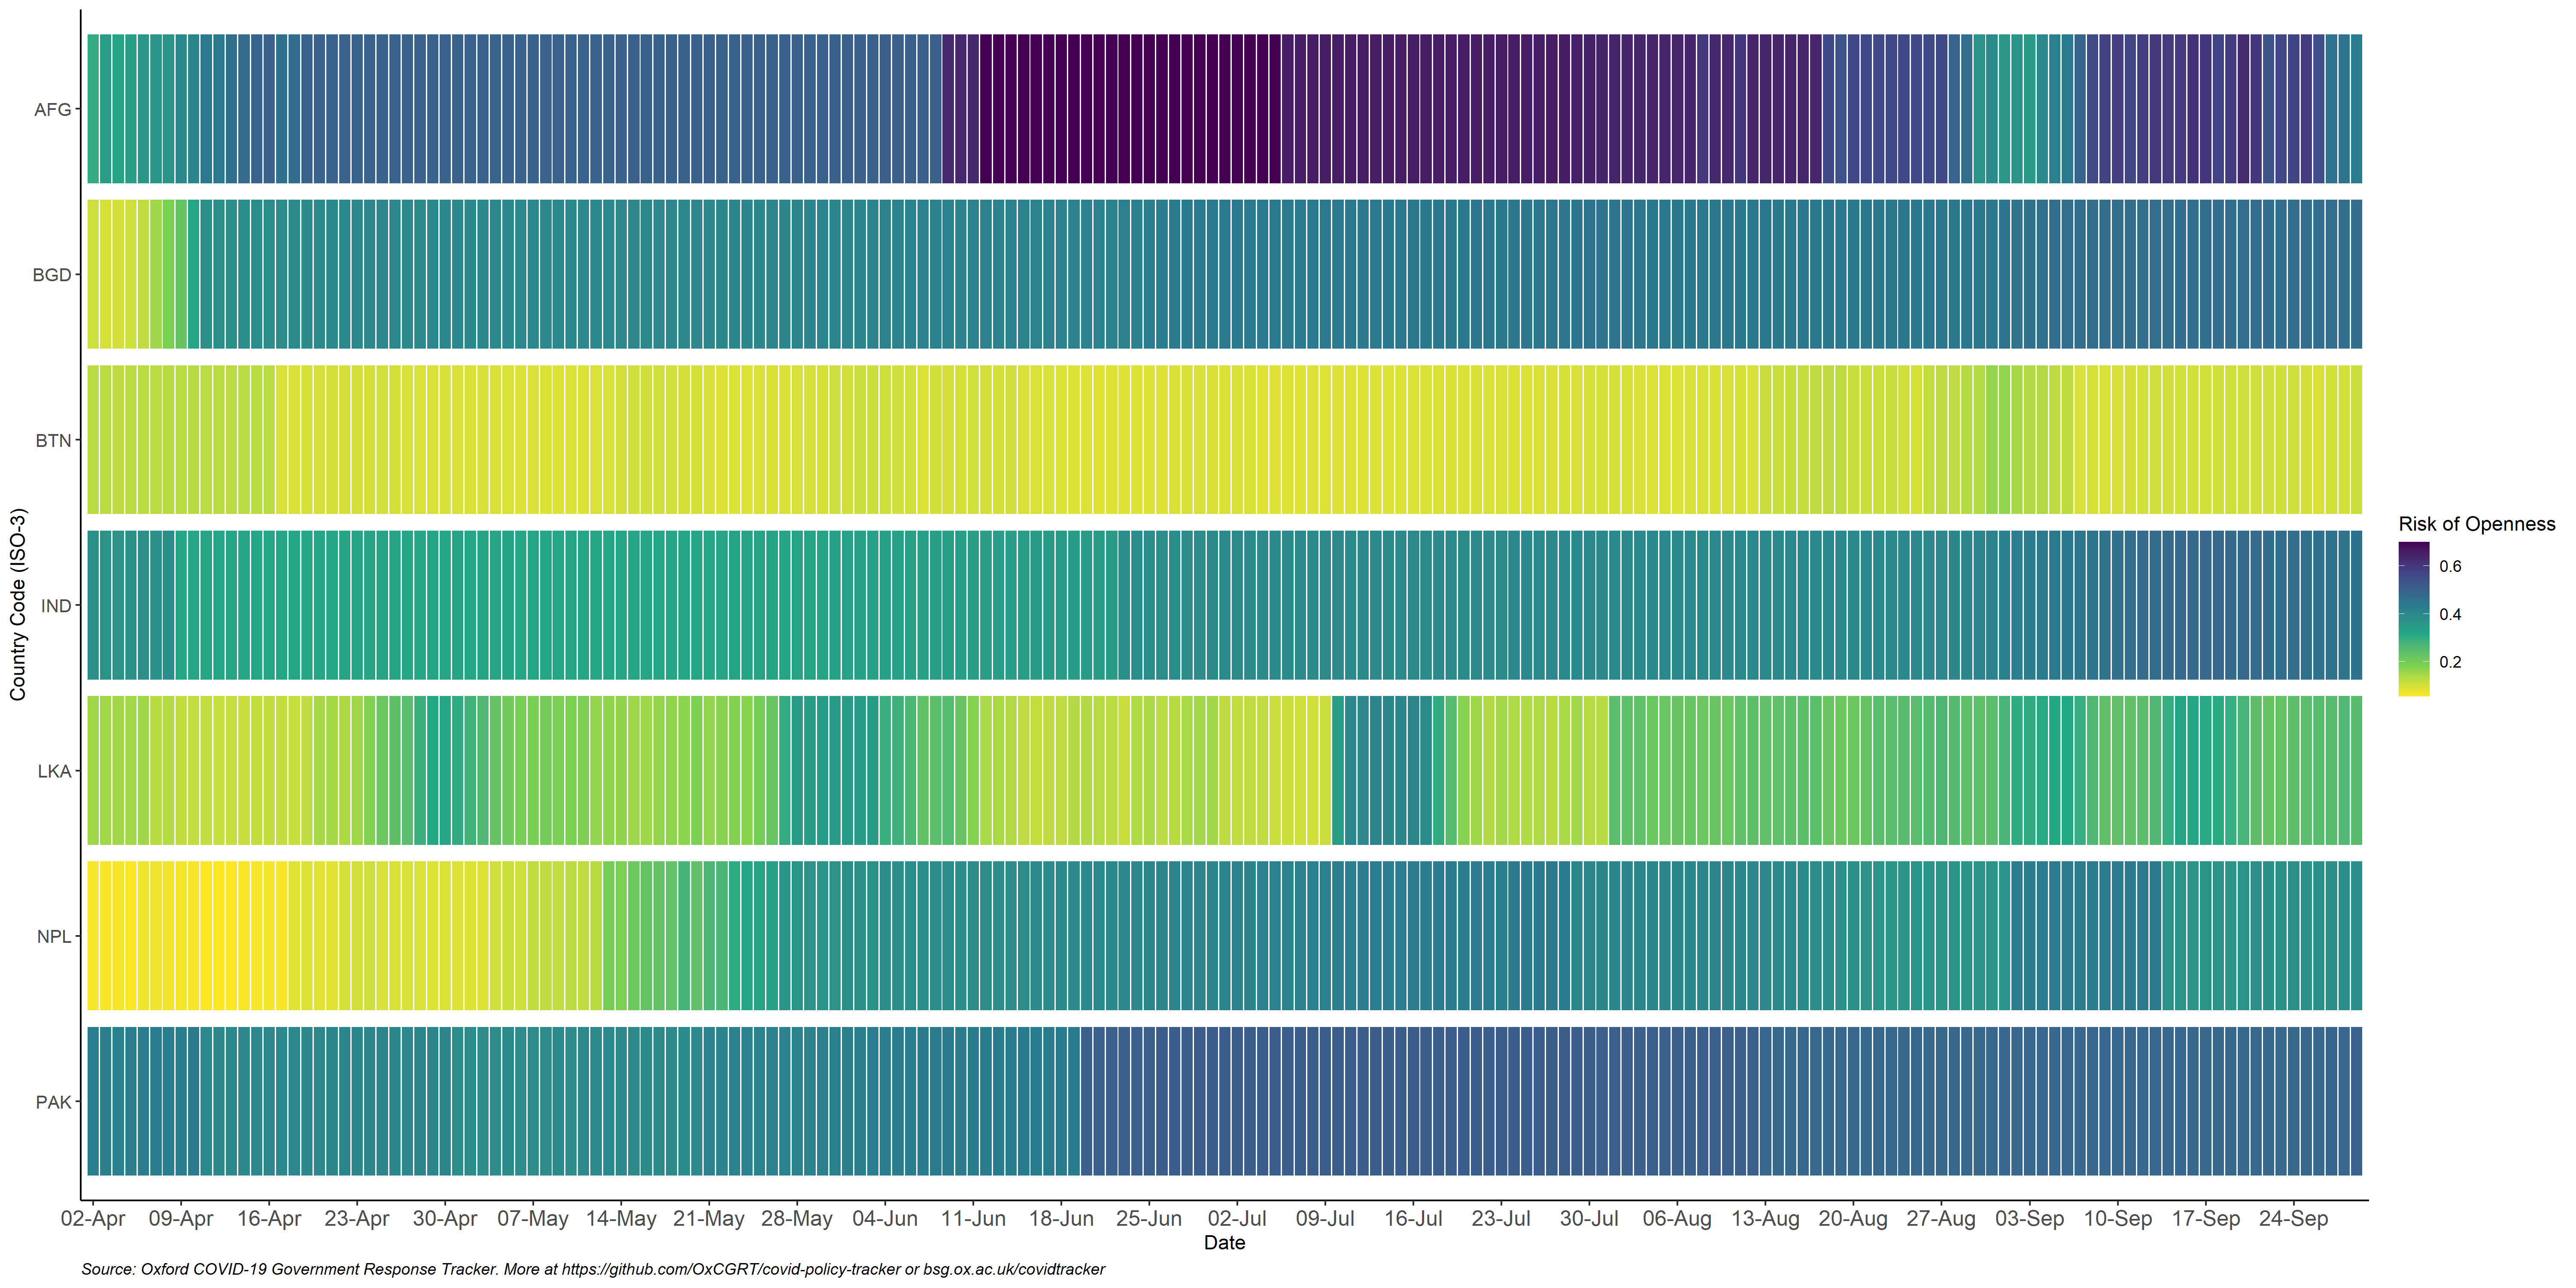 AFG
BGD
BTN
IND
LKA
NPL
PAK
Country Code (ISO-3)
02-Apr 09-Apr 16-Apr 23-Apr 30-Apr 07-May 14-May 21-May 28-May 04-Jun 11-Jun 18-Jun 25-Jun 02-Jul 09-Jul 16-Jul 23-Jul 30-Jul 06-Aug 13-Aug 20-Aug 27-Aug 03-Sep 10-Sep 17-Sep 24-Sep
Date
Risk of Openness
0.6
0.4
0.2
Source: Oxford COVID-19 Government Response Tracker. More at https://github.com/OxCGRT/covid-policy-tracker or bsg.ox.ac.uk/covidtracker